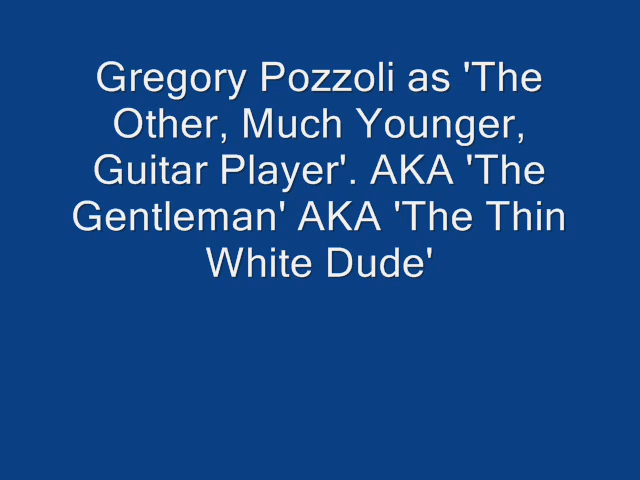 Gregory Pozzoli as 'The
Other, Much Younger,
Guitar Player'. AKA 'The
Gentleman' AKA 'The Thin
White Dude'